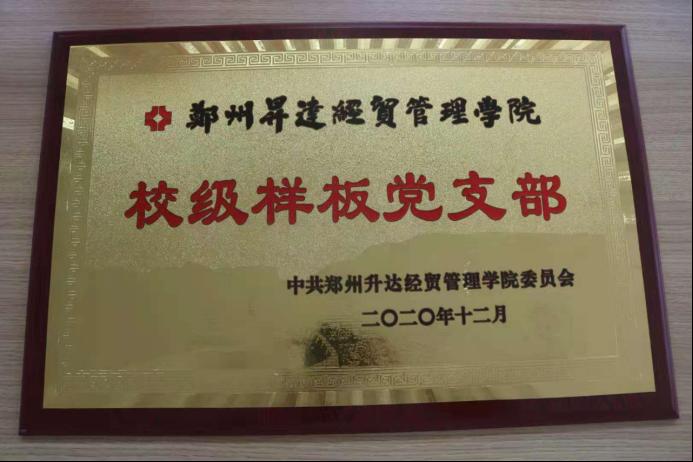 郑州昇達經貿管理學院
校级样板党支部
中共郑州升达经贸管理学院委员会
二〇二〇年十二月